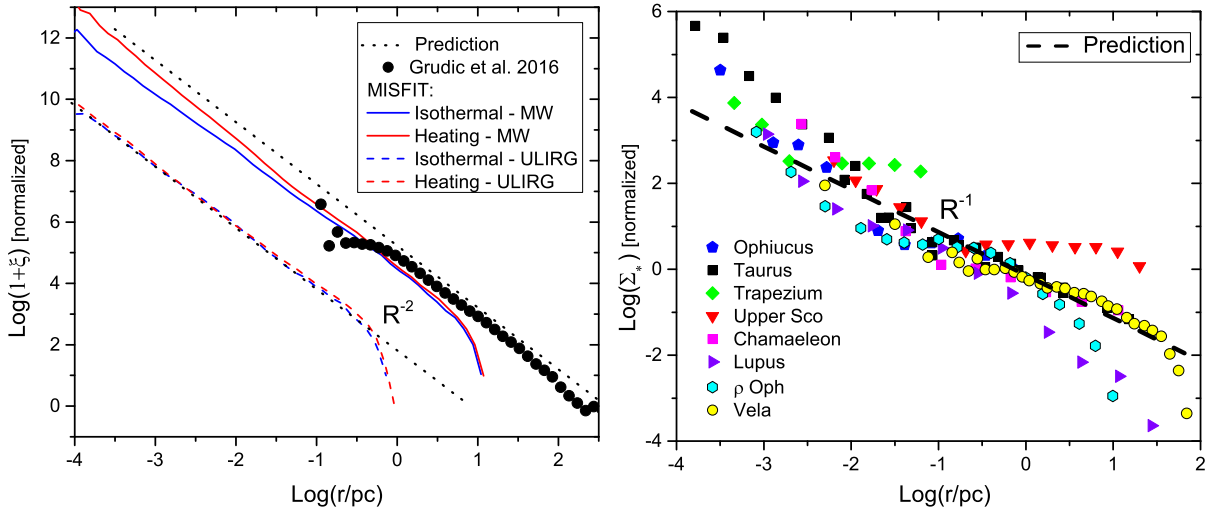 12
10
8
6
4
2
0
-4
-3
-2
-1
0
1
2
Log(1+ξ) [normalized]
Log(r/pc)
Prediction
Grudic et al. 2016
MISFIT:
Isothermal - MW
Heating - MW
Isothermal - ULIRG
Heating - ULIRG
R-2
6
4
2
0
-2
-4
-4
-3
-2
-1
0
1
2
Log(Σ*) [normalized]
Log(r/pc)
Prediction
R-1
Ophiucus
Taurus
Trapezium
Upper Sco
Chamaeleon
Lupus
ρ Oph
Vela